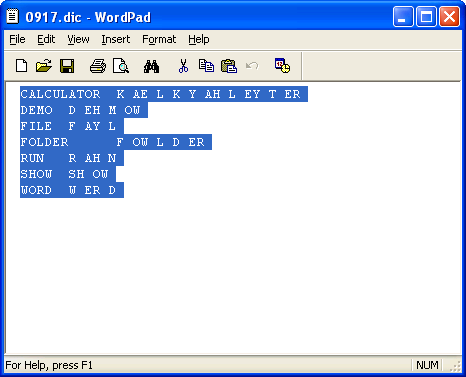 0917.dic - WordPad
File Edit View Insert Format Help
CALCULATOR K AE L K Y AH L EY T ER
DEMO D EH M OW
FILE F AY L
FOLDER F OW L D ER
RUN R AH N
SHOW SH OW
WORD W ER D
For Help, press F1 NUM